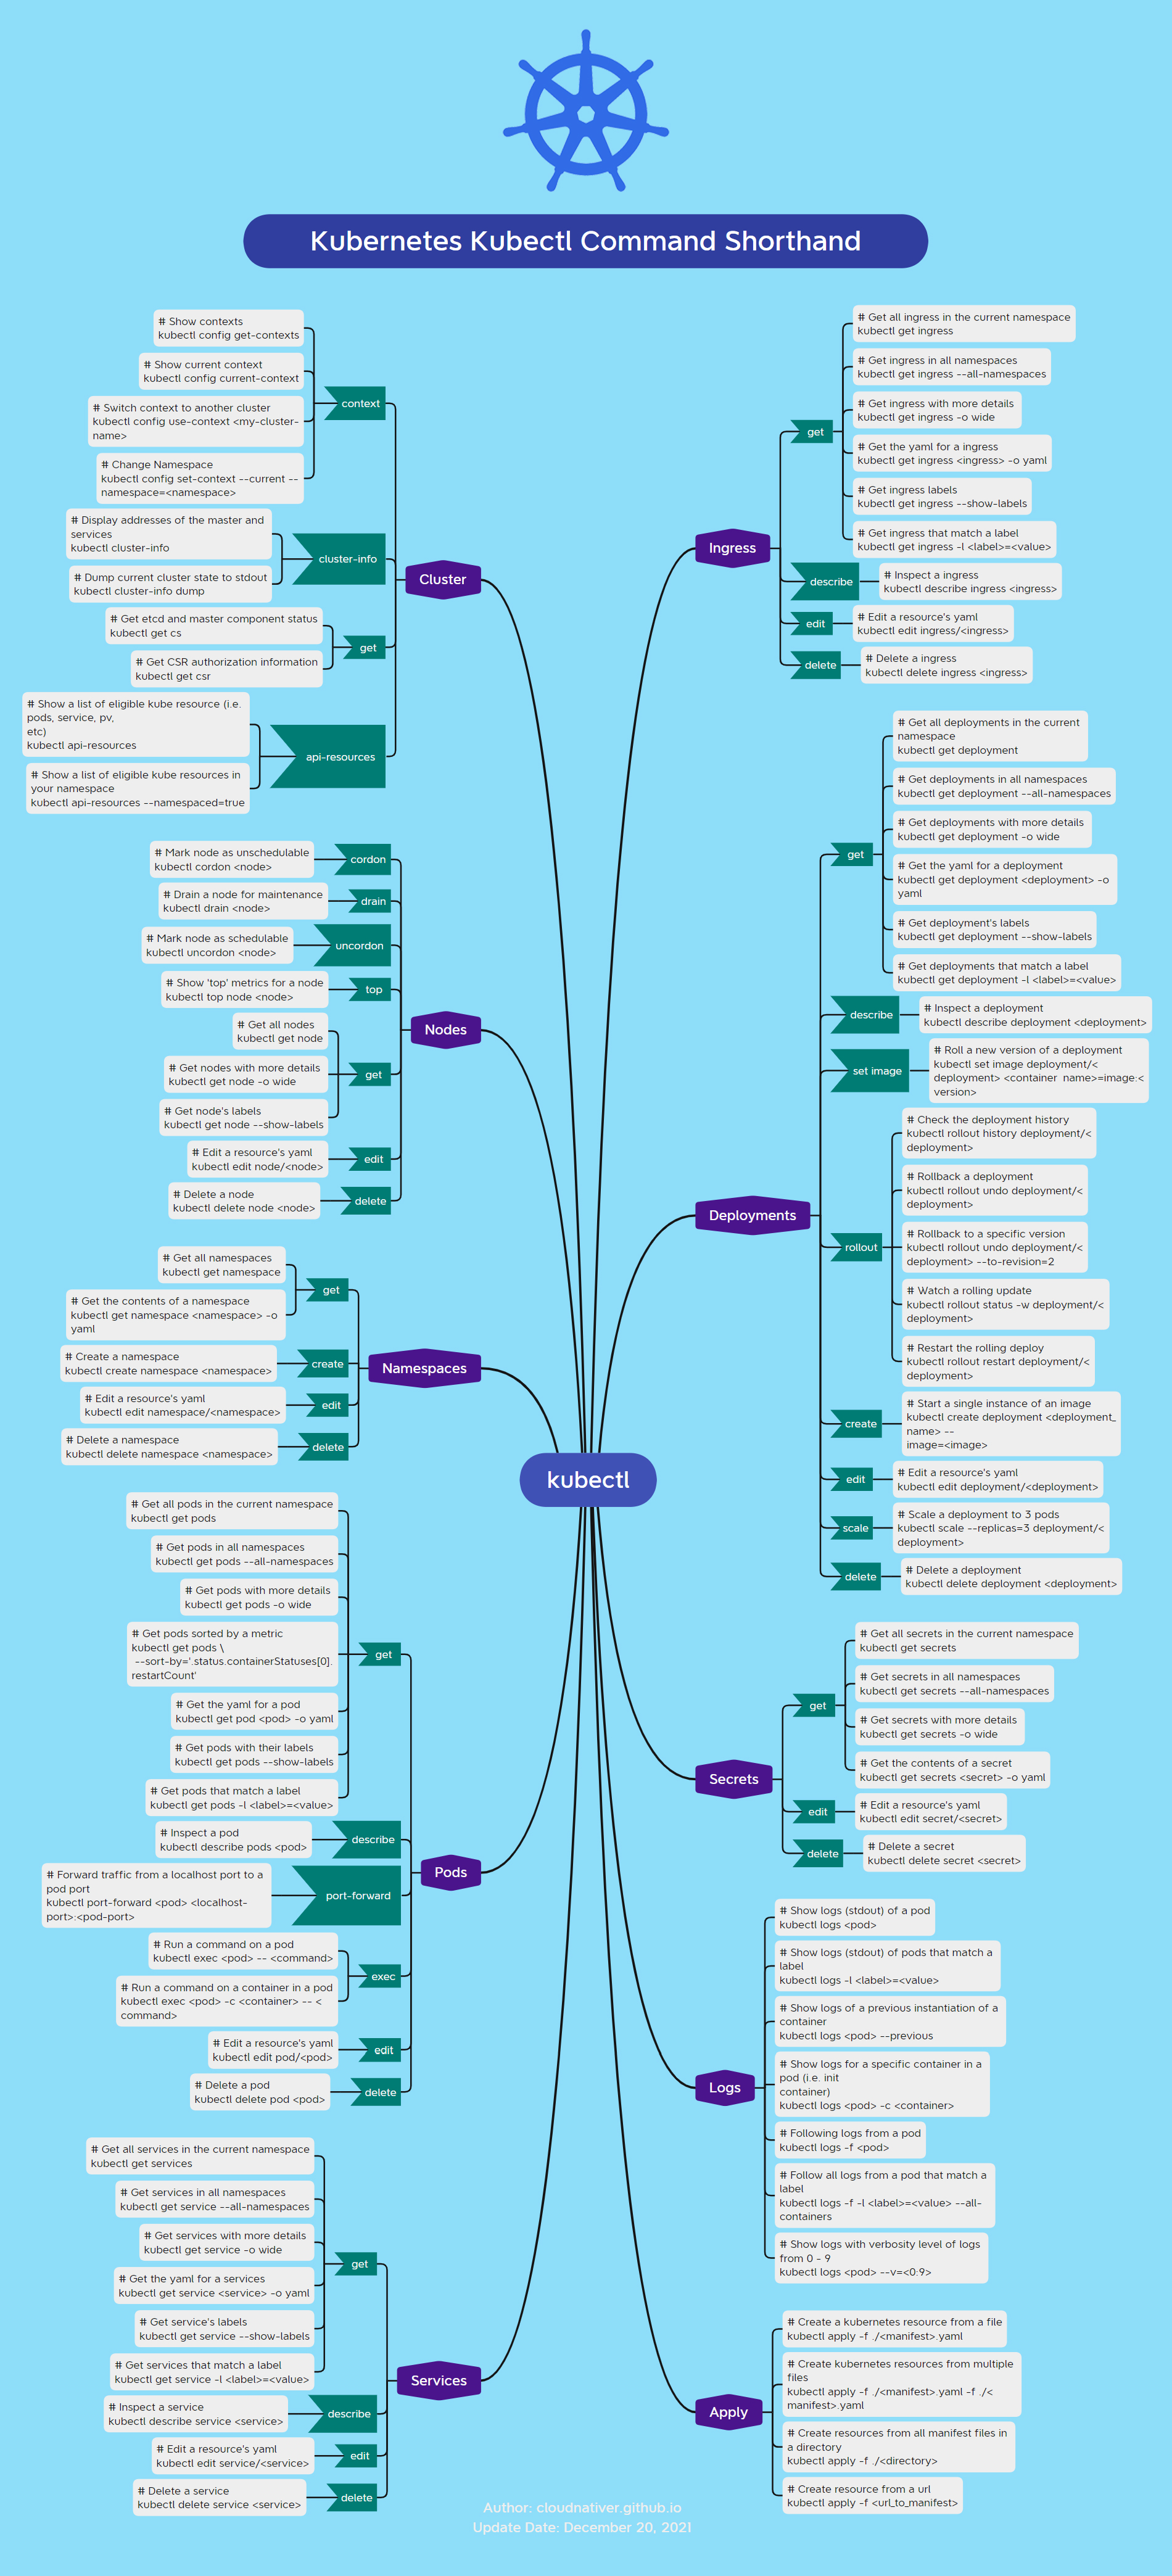 Kubernetes Kubectl Command Shorthand
# Show contexts
kubectl config get-contexts
# Show current context
kubectl config current-context
# Switch context to another cluster
kubectl config use-context <my-cluster-
name>
# Change Namespace
kubectl config set-context --current --
namespace=<namespace>
context
# Display addresses of the master and
services
kubectl cluster-info
# Dump current cluster state to stdout
kubectl cluster-info dump
cluster-info
# Get etcd and master component status
kubectl get cs
# Get CSR authorization information
kubectl get csr
get
# Show a list of eligible kube resource (i.e.
pods, service, pv,
etc)
kubectl api-resources
# Show a list of eligible kube resources in
your namespace
kubectl api-resources --namespaced=true
api-resources
Cluster
# Mark node as unschedulable
kubectl cordon <node>
cordon
# Drain a node for maintenance
kubectl drain <node>
drain
# Mark node as schedulable
kubectl uncordon <node>
uncordon
# Show 'top' metrics for a node
kubectl top node <node>
top
# Get all nodes
kubectl get node
# Get nodes with more details
kubectl get node -o wide
# Get node's labels
kubectl get node --show-labels
get
# Edit a resource's yaml
kubectl edit node/<node>
edit
# Delete a node
kubectl delete node <node>
delete
Nodes
# Get all namespaces
kubectl get namespace
# Get the contents of a namespace
kubectl get namespace <namespace> -o
yaml
get
# Create a namespace
kubectl create namespace <namespace>
create
# Edit a resource's yaml
kubectl edit namespace/<namespace>
edit
# Delete a namespace
kubectl delete namespace <namespace>
delete
Namespaces
kubectl
# Get all pods in the current namespace
kubectl get pods
# Get pods in all namespaces
kubectl get pods --all-namespaces
# Get pods with more details
kubectl get pods -o wide
# Get pods sorted by a metric
kubectl get pods \
--sort-by='.status.containerStatuses[0].
restartCount'
# Get the yaml for a pod
kubectl get pod <pod> -o yaml
# Get pods with their labels
kubectl get pods --show-labels
# Get pods that match a label
kubectl get pods -l <label>=<value>
get
# Inspect a pod
kubectl describe pods <pod>
describe
# Forward traffic from a localhost port to a
pod port
kubectl port-forward <pod> <localhost-
port>:<pod-port>
port-forward
# Run a command on a pod
kubectl exec <pod> -- <command>
# Run a command on a container in a pod
kubectl exec <pod> -c <container> -- <
command>
exec
# Edit a resource's yaml
kubectl edit pod/<pod>
edit
# Delete a pod
kubectl delete pod <pod>
delete
Pods
# Get all services in the current namespace
kubectl get services
# Get services in all namespaces
kubectl get service --all-namespaces
# Get services with more details
kubectl get service -o wide
# Get the yaml for a services
kubectl get service <service> -o yaml
# Get service's labels
kubectl get service --show-labels
# Get services that match a label
kubectl get service -l <label>=<value>
get
# Inspect a service
kubectl describe service <service>
describe
# Edit a resource's yaml
kubectl edit service/<service>
edit
# Delete a service
kubectl delete service <service>
delete
Services
Ingress
get
# Get all ingress in the current namespace
kubectl get ingress
# Get ingress in all namespaces
kubectl get ingress --all-namespaces
# Get ingress with more details
kubectl get ingress -o wide
# Get the yaml for a ingress
kubectl get ingress <ingress> -o yaml
# Get ingress labels
kubectl get ingress --show-labels
# Get ingress that match a label
kubectl get ingress -l <label>=<value>
describe
# Inspect a ingress
kubectl describe ingress <ingress>
edit
# Edit a resource's yaml
kubectl edit ingress/<ingress>
delete
# Delete a ingress
kubectl delete ingress <ingress>
Deployments
get
# Get all deployments in the current
namespace
kubectl get deployment
# Get deployments in all namespaces
kubectl get deployment --all-namespaces
# Get deployments with more details
kubectl get deployment -o wide
# Get the yaml for a deployment
kubectl get deployment <deployment> -o
yaml
# Get deployment's labels
kubectl get deployment --show-labels
# Get deployments that match a label
kubectl get deployment -l <label>=<value>
describe
# Inspect a deployment
kubectl describe deployment <deployment>
set image
# Roll a new version of a deployment
kubectl set image deployment/<
deployment> <container name>=image:<
version>
rollout
# Check the deployment history
kubectl rollout history deployment/<
deployment>
# Rollback a deployment
kubectl rollout undo deployment/<
deployment>
# Rollback to a specific version
kubectl rollout undo deployment/<
deployment> --to-revision=2
# Watch a rolling update
kubectl rollout status -w deployment/<
deployment>
# Restart the rolling deploy
kubectl rollout restart deployment/<
deployment>
create
# Start a single instance of an image
kubectl create deployment <deployment_
name> --
image=<image>
edit
# Edit a resource's yaml
kubectl edit deployment/<deployment>
scale
# Scale a deployment to 3 pods
kubectl scale --replicas=3 deployment/<
deployment>
delete
# Delete a deployment
kubectl delete deployment <deployment>
Secrets
get
# Get all secrets in the current namespace
kubectl get secrets
# Get secrets in all namespaces
kubectl get secrets --all-namespaces
# Get secrets with more details
kubectl get secrets -o wide
# Get the contents of a secret
kubectl get secrets <secret> -o yaml
edit
# Edit a resource's yaml
kubectl edit secret/<secret>
delete
# Delete a secret
kubectl delete secret <secret>
Logs
# Show logs (stdout) of a pod
kubectl logs <pod>
# Show logs (stdout) of pods that match a
label
kubectl logs -l <label>=<value>
# Show logs of a previous instantiation of a
container
kubectl logs <pod> --previous
# Show logs for a specific container in a
pod (i.e. init
container)
kubectl logs <pod> -c <container>
# Following logs from a pod
kubectl logs -f <pod>
# Follow all logs from a pod that match a
label
kubectl logs -f -l <label>=<value> --all-
containers
# Show logs with verbosity level of logs
from 0 - 9
kubectl logs <pod> --v=<0:9>
Apply
# Create a kubernetes resource from a file
kubectl apply -f ./<manifest>.yaml
# Create kubernetes resources from multiple
files
kubectl apply -f ./<manifest>.yaml -f ./<
manifest>.yaml
# Create resources from all manifest files in
a directory
kubectl apply -f ./<directory>
# Create resource from a url
kubectl apply -f <url_to_manifest>
Author: cloudnativer.github.io
Update Date: December 20, 2021